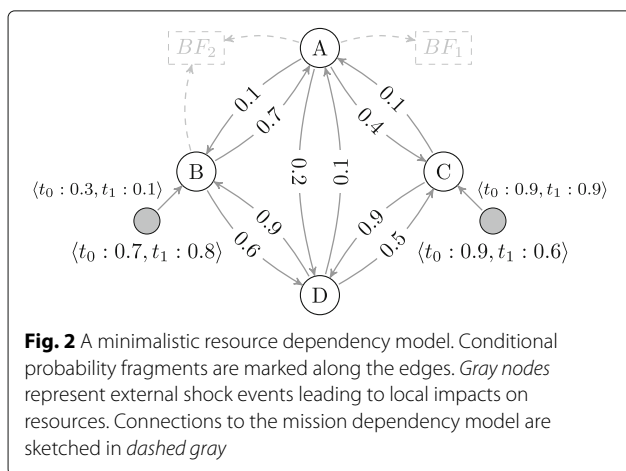 BF₂
A
BF₁
0.1
0.7
0.2
0.1
0.4
0.1
B
C
⟨t₀ : 0.3, t₁ : 0.1⟩
⟨t₀ : 0.9, t₁ : 0.9⟩
0.9
0.6
0.9
0.5
⟨t₀ : 0.7, t₁ : 0.8⟩
⟨t₀ : 0.9, t₁ : 0.6⟩
D
Fig. 2 A minimalistic resource dependency model. Conditional
probability fragments are marked along the edges. Gray nodes
represent external shock events leading to local impacts on
resources. Connections to the mission dependency model are
sketched in dashed gray